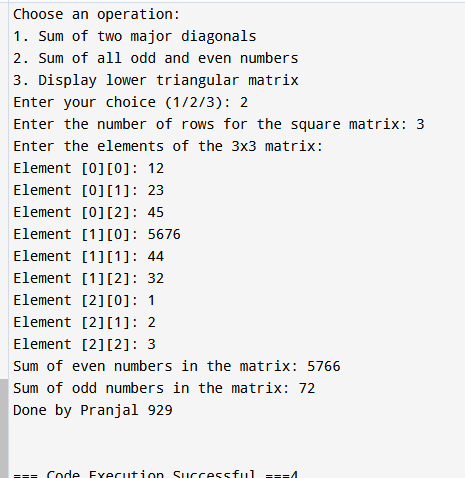 Choose an operation:
1. Sum of two major diagonals
2. Sum of all odd and even numbers
3. Display lower triangular matrix
Enter your choice (1/2/3): 2
Enter the number of rows for the square matrix: 3
Enter the elements of the 3x3 matrix:
Element [0][0]: 12
Element [0][1]: 23
Element [0][2]: 45
Element [1][0]: 5676
Element [1][1]: 44
Element [1][2]: 32
Element [2][0]: 1
Element [2][1]: 2
Element [2][2]: 3
Sum of even numbers in the matrix: 5766
Sum of odd numbers in the matrix: 72
Done by Pranjal 929
=== Code Execution Successful ===4